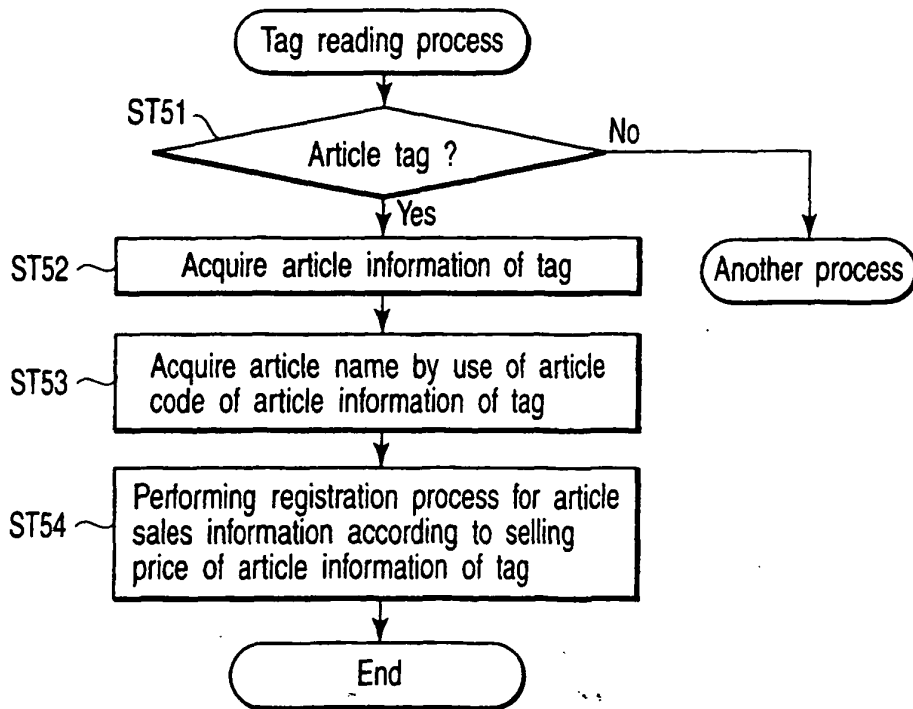 Tag reading process
ST51
Article tag ?
No
Yes
ST52
Acquire article information of tag
Another process
ST53
Acquire article name by use of article
code of article information of tag
ST54
Performing registration process for article
sales information according to selling
price of article information of tag
End